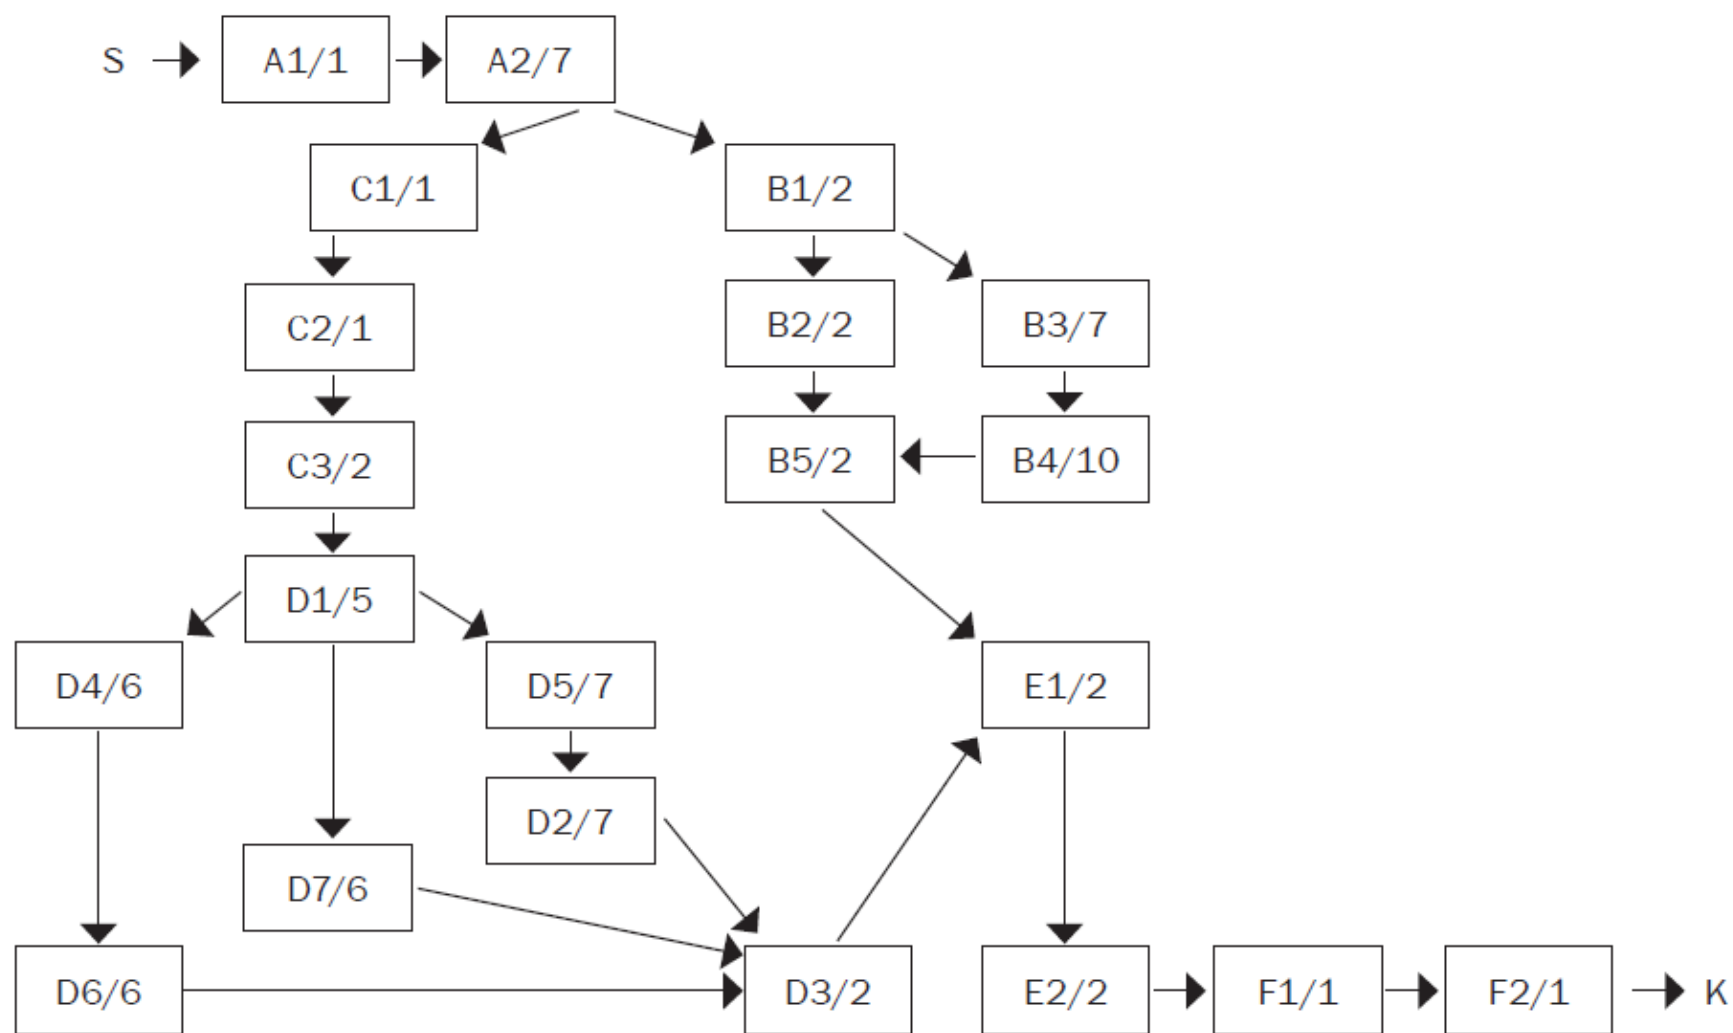 S
A1/1
A2/7
C1/1
B1/2
C2/1
B2/2
B3/7
C3/2
B5/2
B4/10
D1/5
D4/6
D5/7
E1/2
D2/7
D7/6
D6/6
D3/2
E2/2
F1/1
F2/1
K